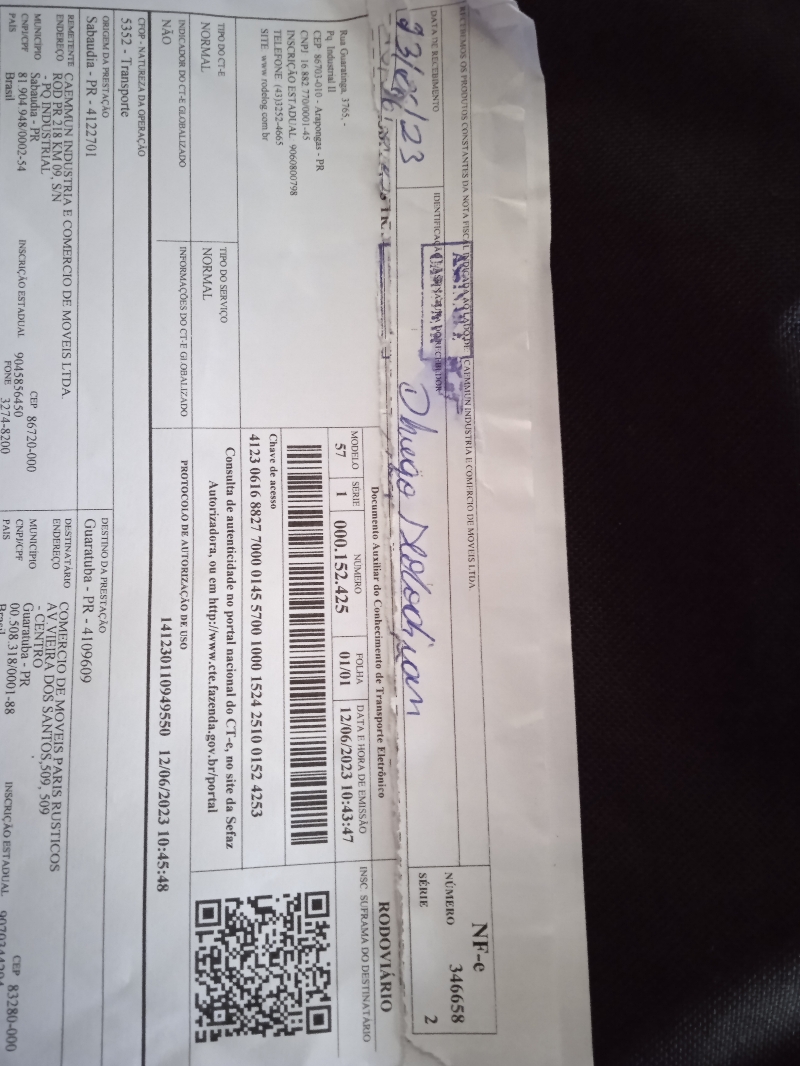 RECEBEMOS OS PRODUTOS CONSTANTES DA NOTA FISCAL INDICADA AO LADO DE CAEMMUN INDUSTRIA E COMERCIO DE MOVEIS LTDA
DATA DE RECEBIMENTO
23/06/23
IDENTIFICAÇÃO E ASSINATURA DO RECEBEDOR
NF-e
NÚMERO 346658
SÉRIE 2
Rua Guaratinga, 3765, -
Pq Industrial II
CEP 86703-010 - Arapongas - PR
CNPJ 16.882.770/0001-45
INSCRIÇÃO ESTADUAL 9060800798
TELEFONE (43)3252-4665
SITE www.rodelog.com.br
Documento Auxiliar do Conhecimento de Transporte Eletrônico
RODOVIÁRIO
MODELO SÉRIE NÚMERO FOLHA DATA E HORA DE EMISSÃO INSC. SUFRAMA DO DESTINATÁRIO
57 1 000.152.425 01/01 12/06/2023 10:43:47
Chave de acesso
4123 0616 8827 7000 0145 5700 1000 1524 2510 0152 4253
Consulta de autenticidade no portal nacional do CT-e, no site da Sefaz
Autorizadora, ou em http://www.cte.fazenda.gov.br/portal
TIPO DO CT-E TIPO DO SERVIÇO
NORMAL NORMAL
INDICADOR DO CT-E GLOBALIZADO INFORMAÇÕES DO CT-E GLOBALIZADO
NÃO
PROTOCOLO DE AUTORIZAÇÃO DE USO
141230110949550 12/06/2023 10:45:48
CFOP - NATUREZA DA OPERAÇÃO
5352 - Transporte
ORIGEM DA PRESTAÇÃO DESTINO DA PRESTAÇÃO
Sabaudia - PR - 4122701 Guaratuba - PR - 4109609
REMETENTE CAEMMUN INDUSTRIA E COMERCIO DE MOVEIS LTDA.
ENDEREÇO ROD PR 218 KM 09, S/N
- PQ INDUSTRIAL
MUNICÍPIO Sabaudia - PR CEP 86720-000
CNPJ/CPF 81 904 948/0002-54 INSCRIÇÃO ESTADUAL 9045856450
PAÍS Brasil FONE 3274-8200
DESTINATÁRIO COMERCIO DE MOVEIS PARIS RUSTICOS
ENDEREÇO AV VIEIRA DOS SANTOS,509, 509
- CENTRO
MUNICÍPIO Guaratuba - PR CEP 83280-000
CNPJ/CPF 00 508 318/0001-88 INSCRIÇÃO ESTADUAL
PAÍS Brasil